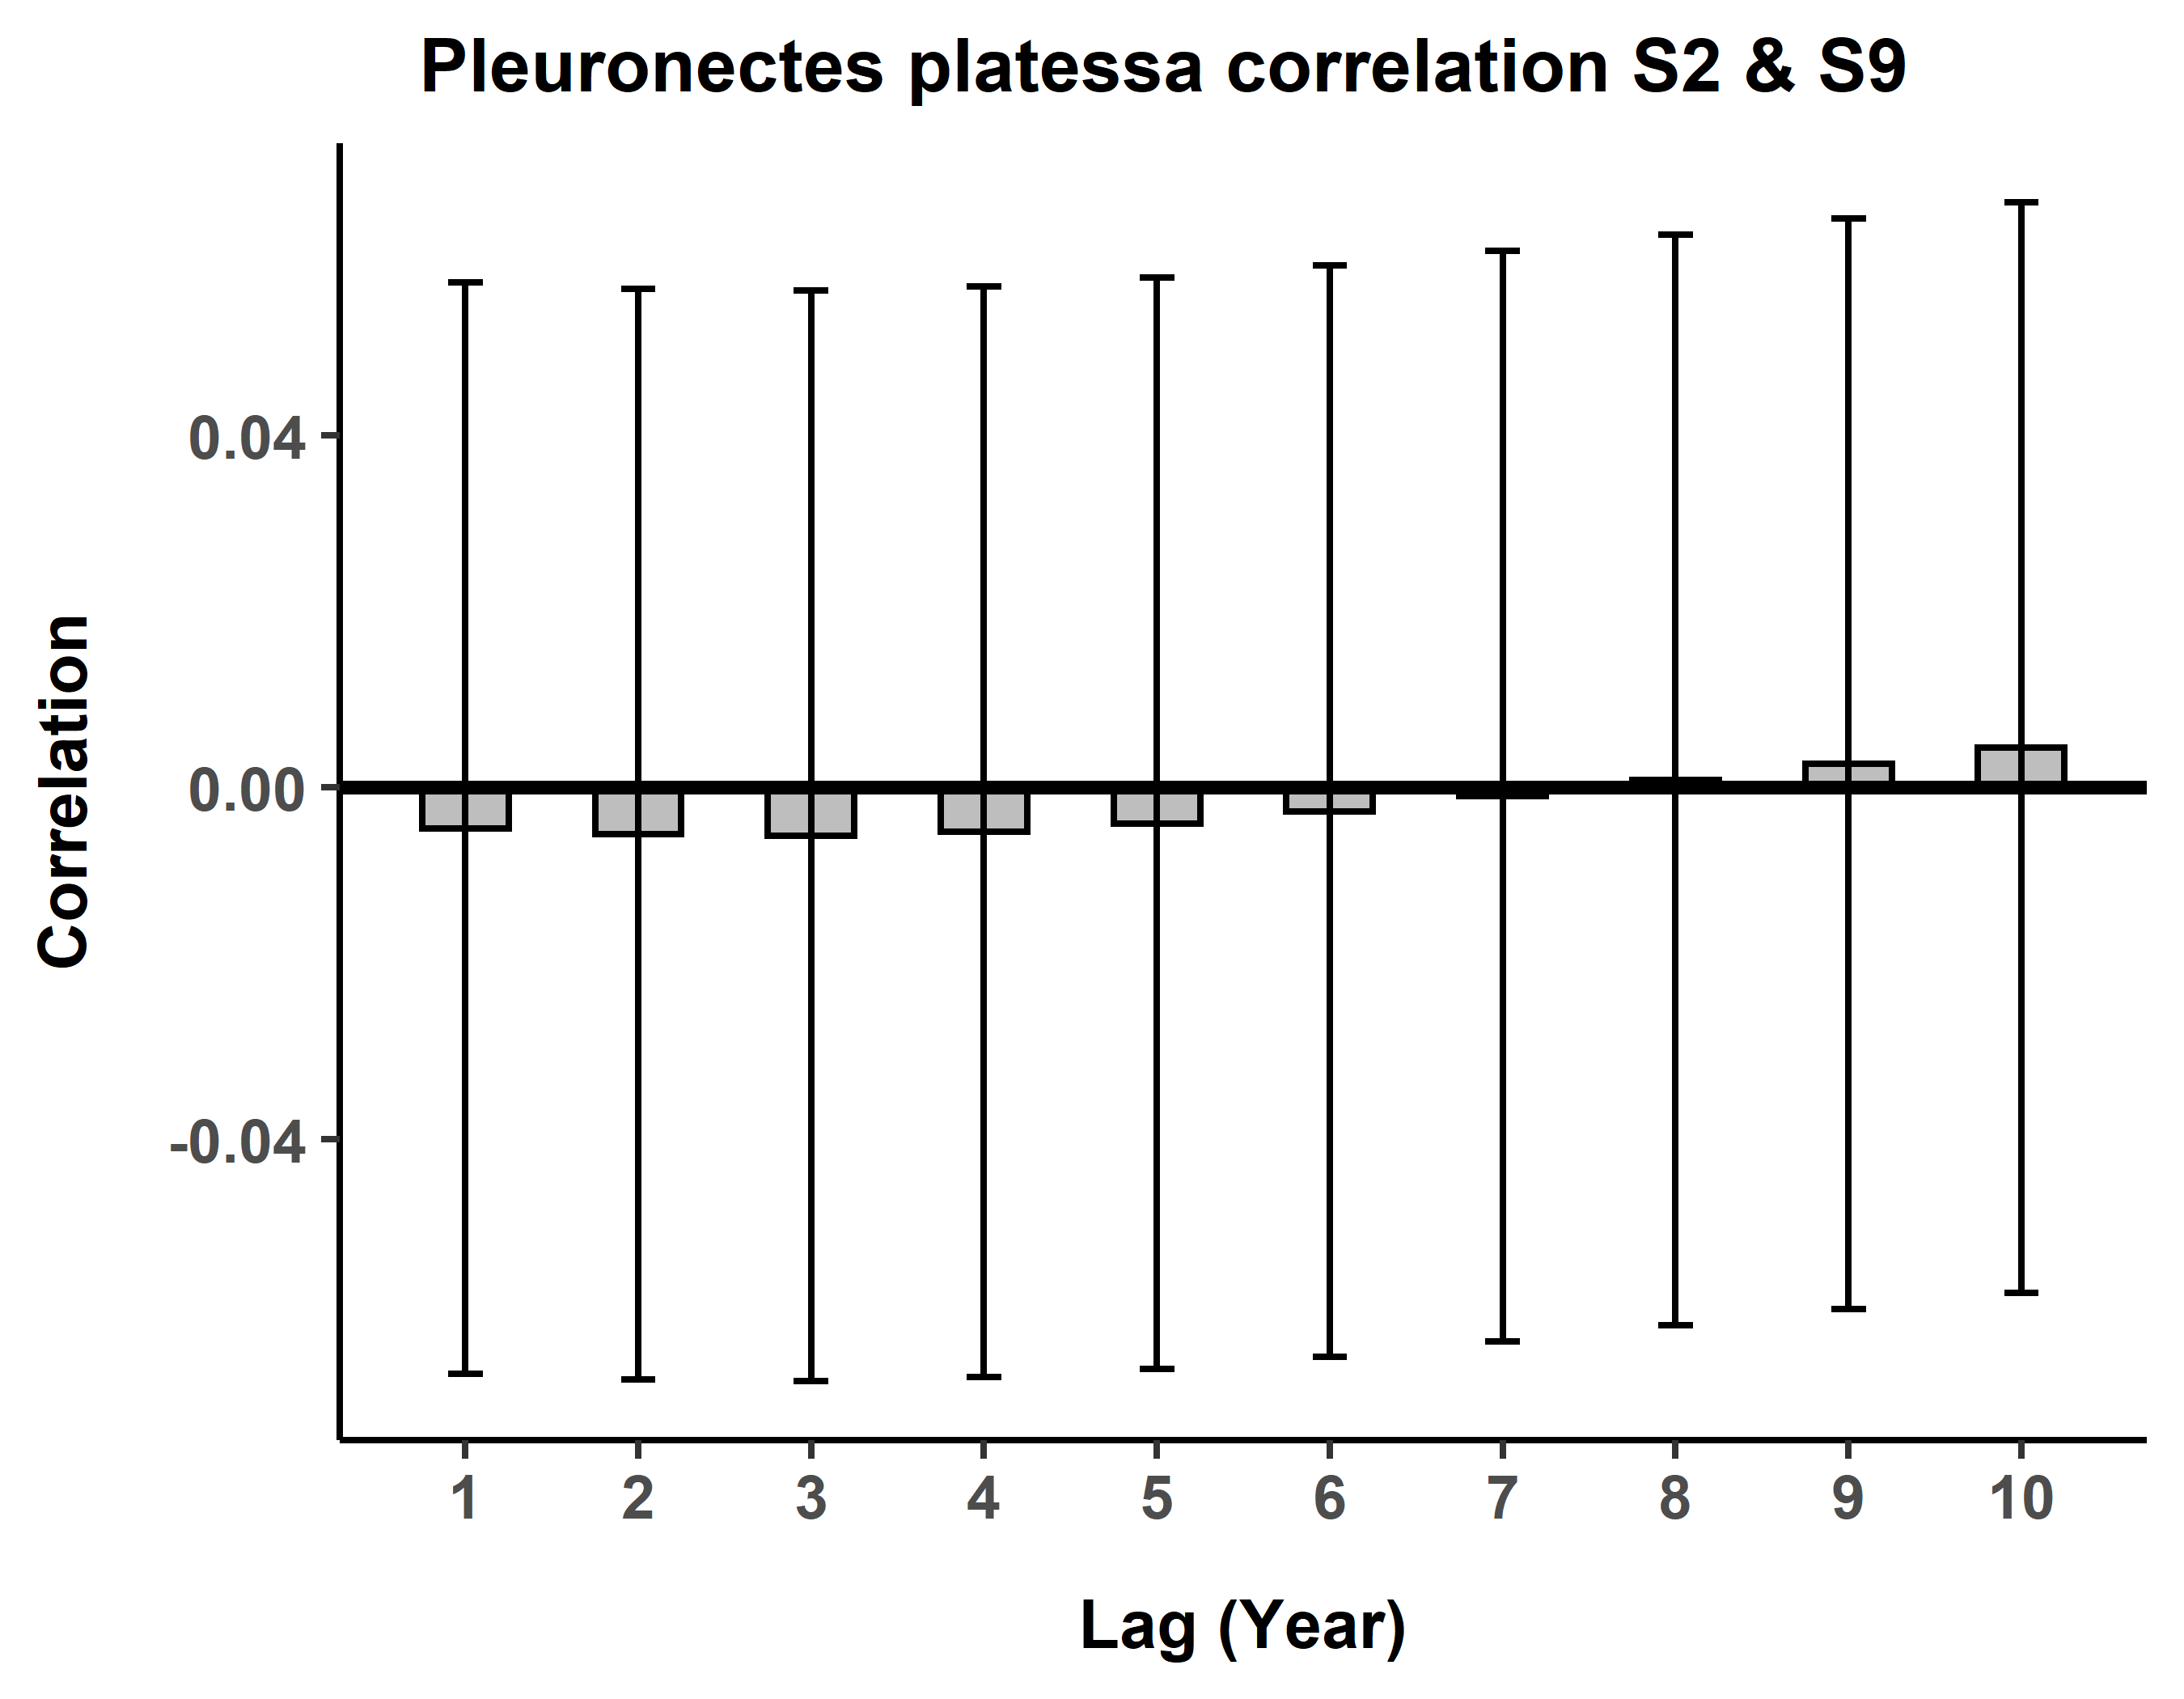 Pleuronectes platessa correlation S2 & S9
Correlation
0.04
0.00
-0.04
1 2 3 4 5 6 7 8 9 10
Lag (Year)